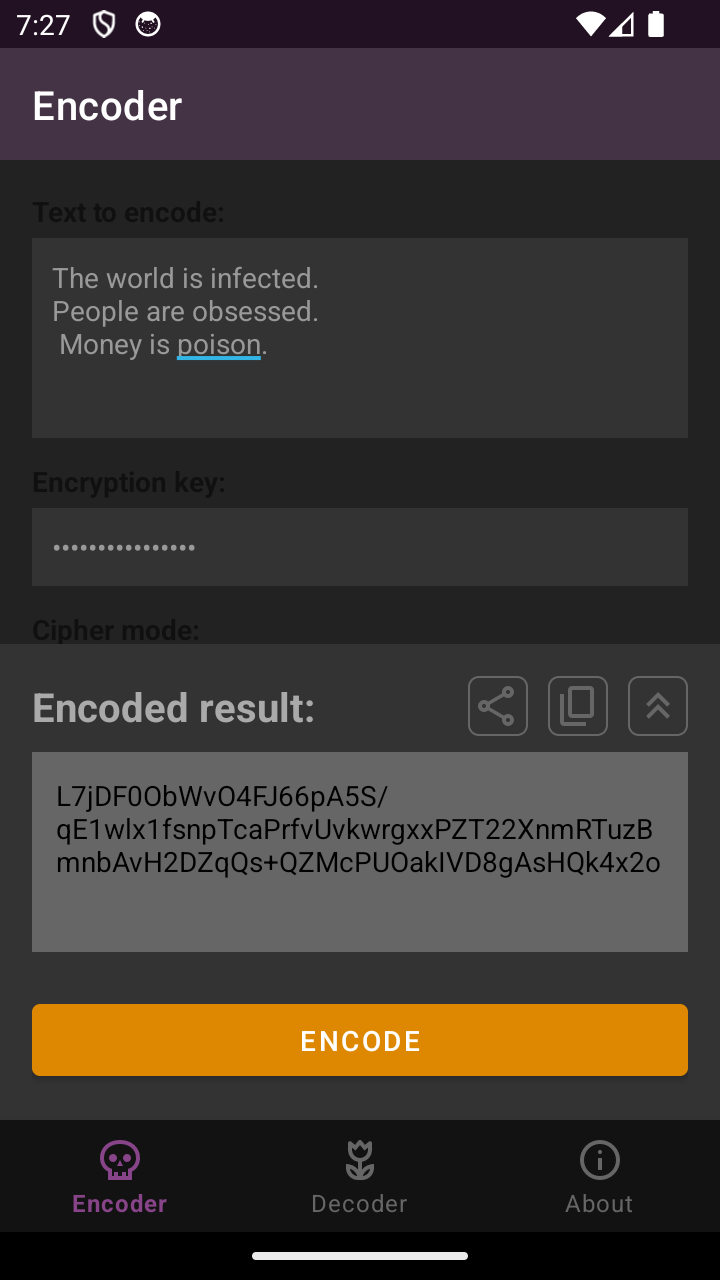 7:27
Encoder
Text to encode:
The world is infected.
People are obsessed.
Money is poison.
Encryption key:
••••••••••••••••
Cipher mode:
Encoded result:
L7jDF0ObWvO4FJ66pA5S/
qE1wlx1fsnpTcaPrfvUvkwrgxxPZT22XnmRTuzB
mnbAvH2DZqQs+QZMcPUOakIVD8gAsHQk4x2o
ENCODE
Encoder
Decoder
About